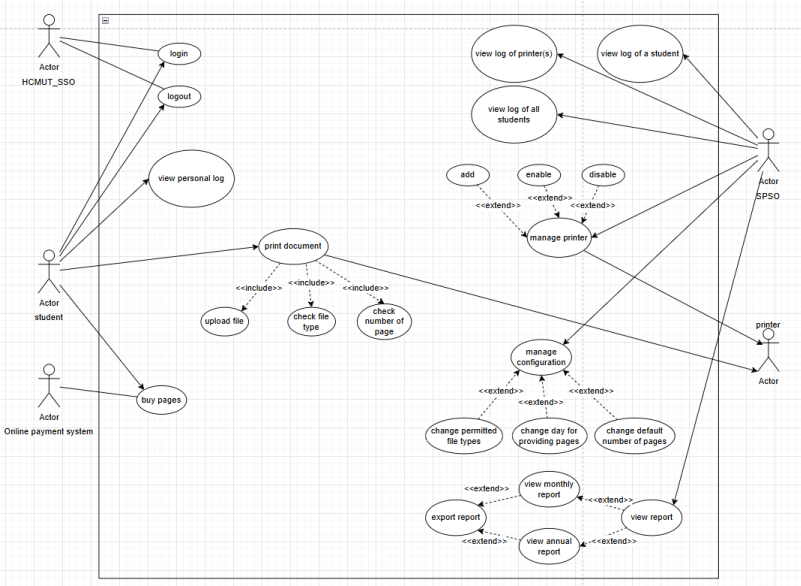 view log of printer(s)
view log of a student
login
Actor
HCMUT_SSO
logout
view log of all
students
view personal log
add
enable
disable
Actor
SPSO
<<extend>>
<<extend>>
<<extend>>
manage printer
print document
<<include>>
<<include>>
<<include>>
Actor
student
upload file
check file
type
check
number of
page
printer
Actor
manage
configuration
<<extend>>
<<extend>>
<<extend>>
buy pages
Actor
Online payment system
change permitted
file types
change day for
providing pages
change default
number of pages
view monthly
report
<<extend>>
<<extend>>
export report
view report
<<extend>>
<<extend>>
view annual
report